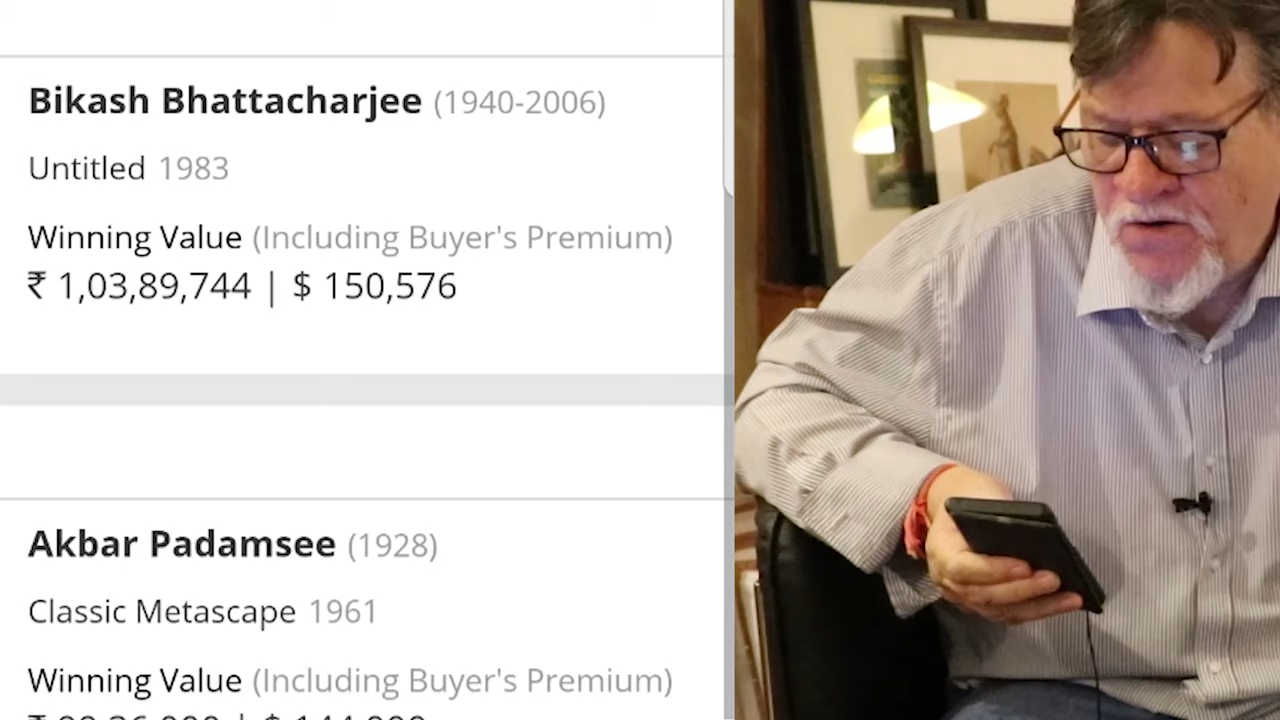 Bikash Bhattacharjee (1940-2006)
Untitled 1983
Winning Value (Including Buyer's Premium)
₹ 1,03,89,744 | $ 150,576
Akbar Padamsee (1928)
Classic Metascape 1961
Winning Value (Including Buyer's Premium)